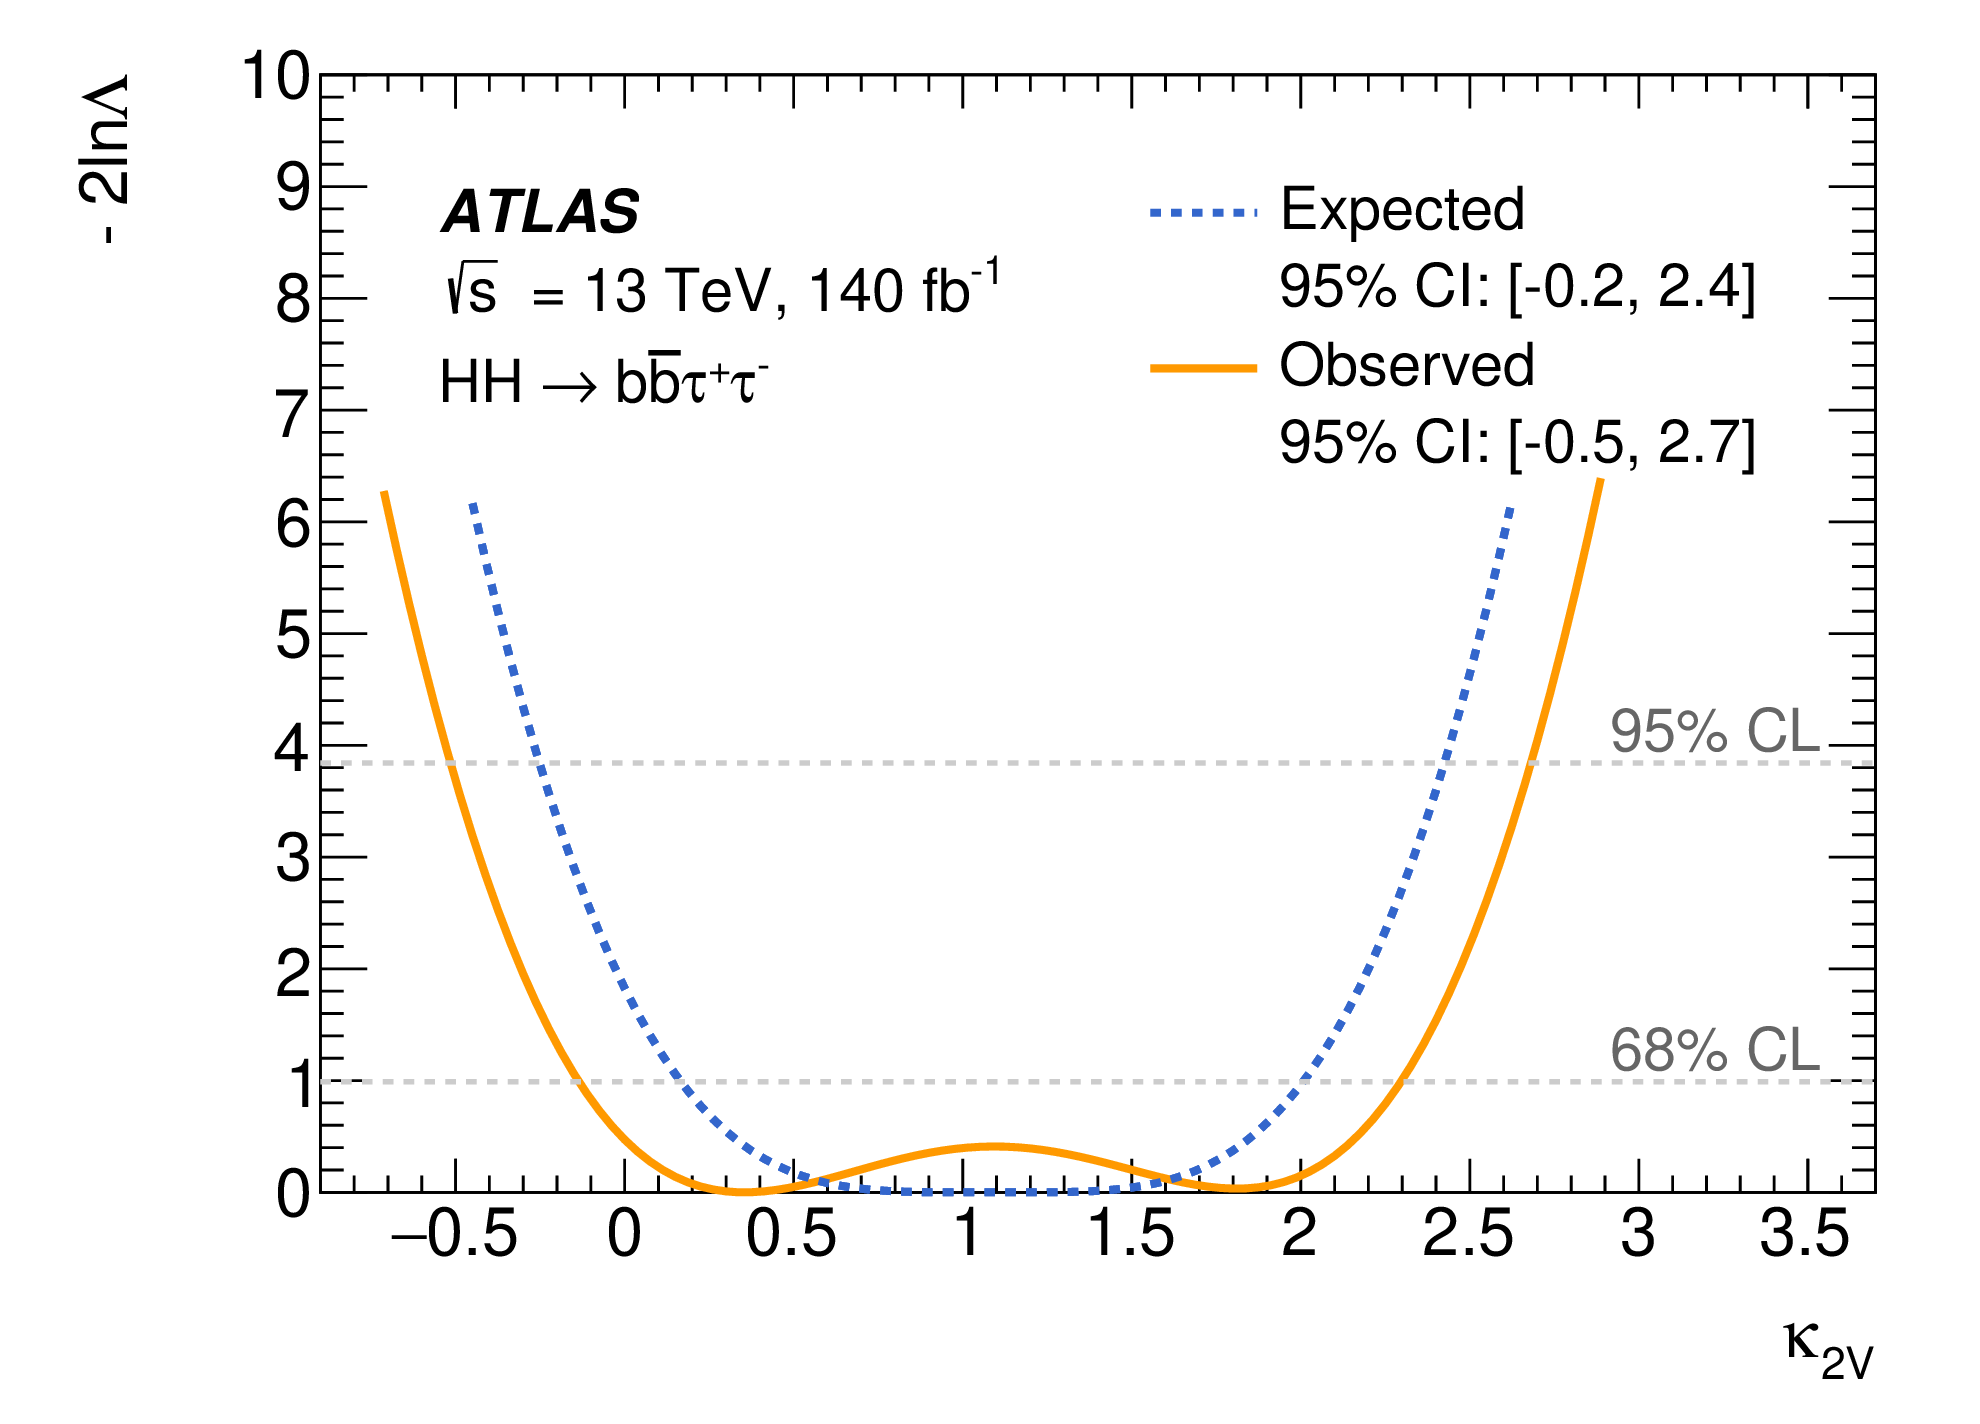 - 2lnΛ
10
9
8
7
6
5
4
3
2
1
0
ATLAS
√s = 13 TeV, 140 fb⁻¹
HH → bb̅τ⁺τ⁻
Expected
95% CI: [-0.2, 2.4]
Observed
95% CI: [-0.5, 2.7]
95% CL
68% CL
−0.5 0 0.5 1 1.5 2 2.5 3 3.5
κ₂V